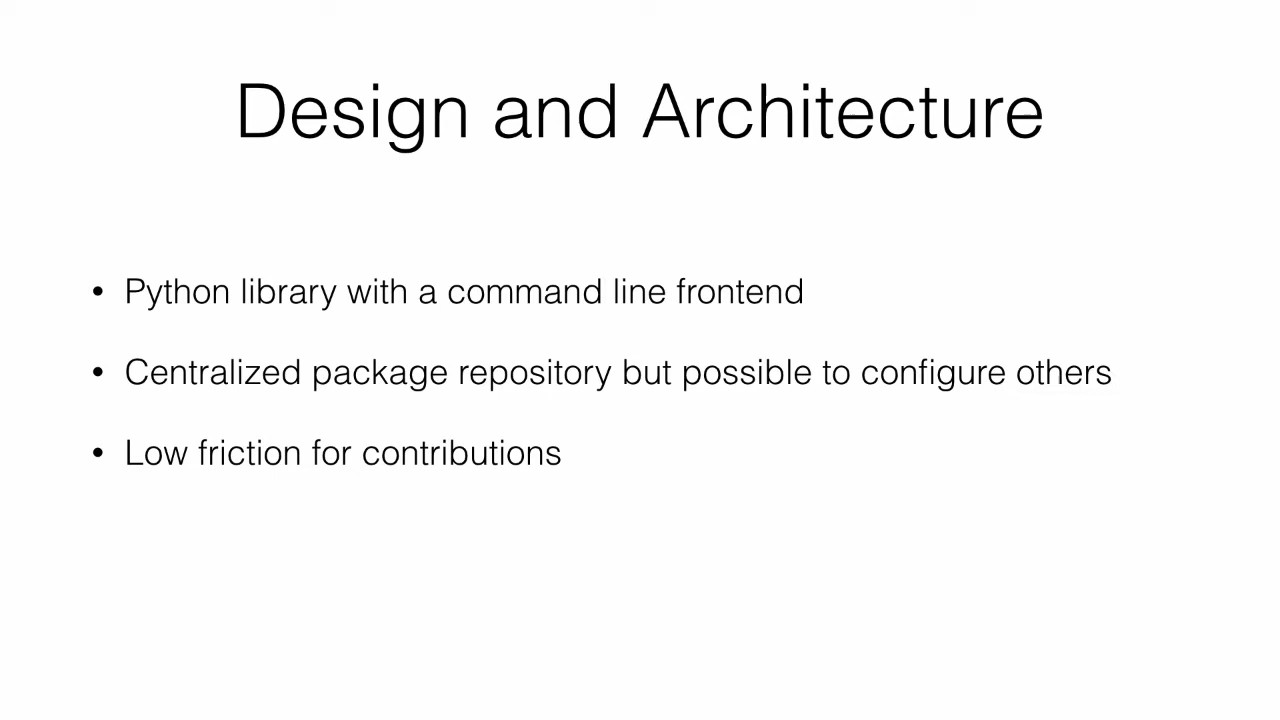 Design and Architecture
• Python library with a command line frontend
• Centralized package repository but possible to configure others
• Low friction for contributions